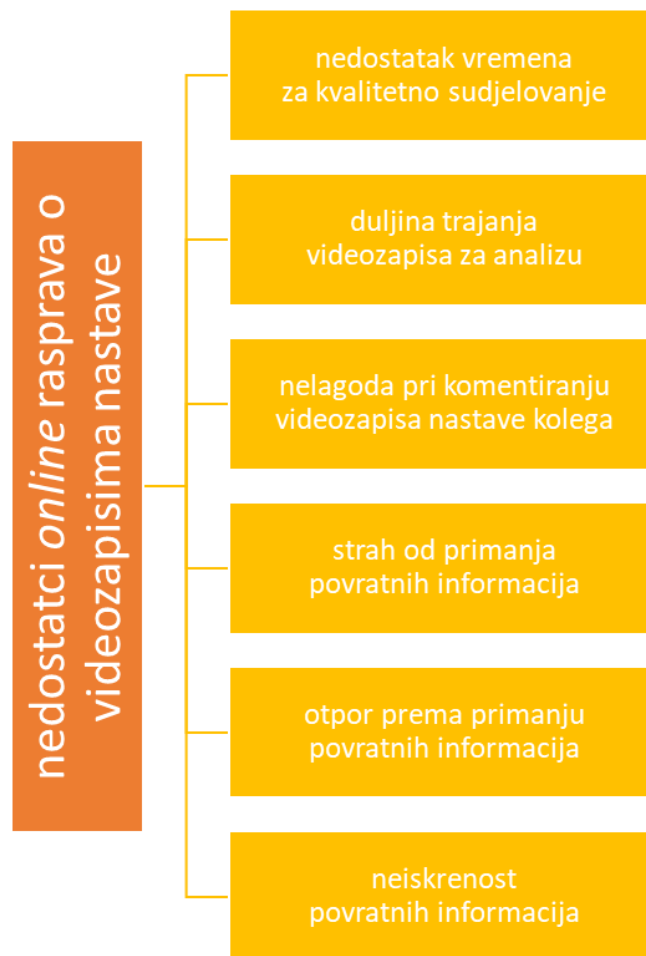 nedostatci online rasprava o
videozapisima nastave
nedostatak vremena
za kvalitetno sudjelovanje
duljina trajanja
videozapisa za analizu
nelagoda pri komentiranju
videozapisa nastave kolega
strah od primanja
povratnih informacija
otpor prema primanju
povratnih informacija
neiskrenost
povratnih informacija